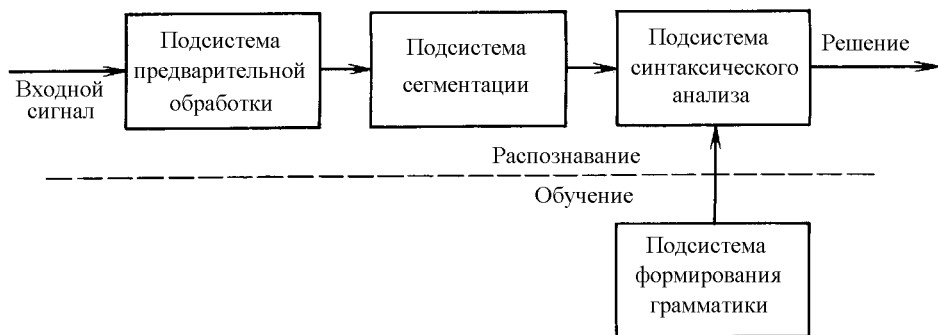 Входной
сигнал
Подсистема
предварительной
обработки
Подсистема
сегментации
Подсистема
синтаксического
анализа
Решение
Распознавание
Обучение
Подсистема
формирования
грамматики